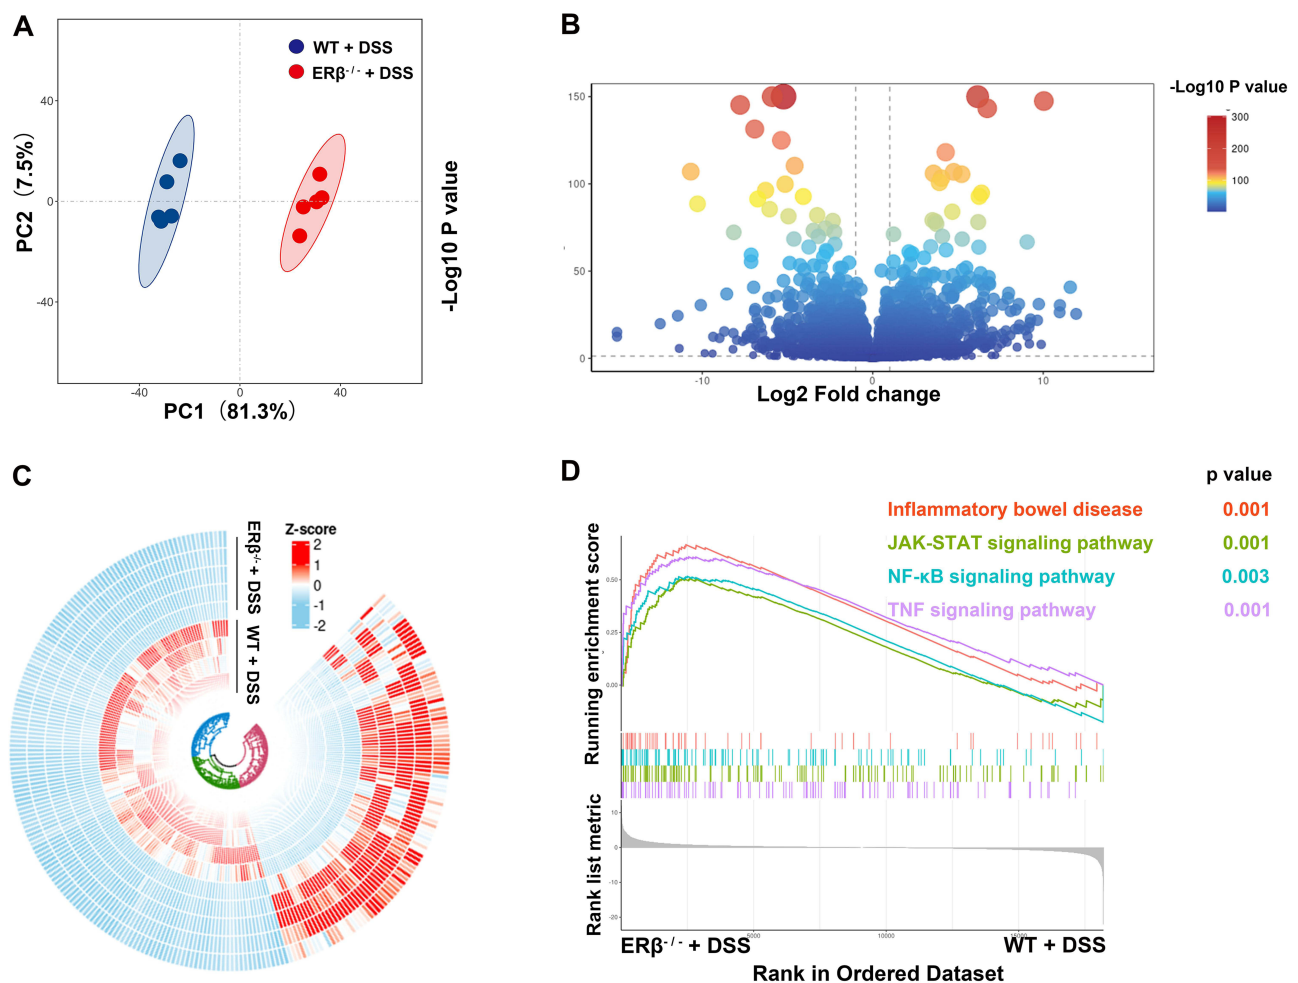 A
WT + DSS
ERβ⁻/⁻ + DSS
40
0
-40
-40
0
40
PC2 (7.5%)
PC1 (81.3%)
B
-Log10 P value
150
100
50
0
-10
0
10
Log2 Fold change
-Log10 P value
300
200
100
C
ERβ⁻/⁻ + DSS
WT + DSS
Z-score
2
1
0
-1
-2
D
p value
Inflammatory bowel disease 0.001
JAK-STAT signaling pathway 0.001
NF-κB signaling pathway 0.003
TNF signaling pathway 0.001
Running enrichment score
0.50
0.25
0.00
Rank list metric
10
0
-10
-20
5000
10000
15000
ERβ⁻/⁻ + DSS
WT + DSS
Rank in Ordered Dataset